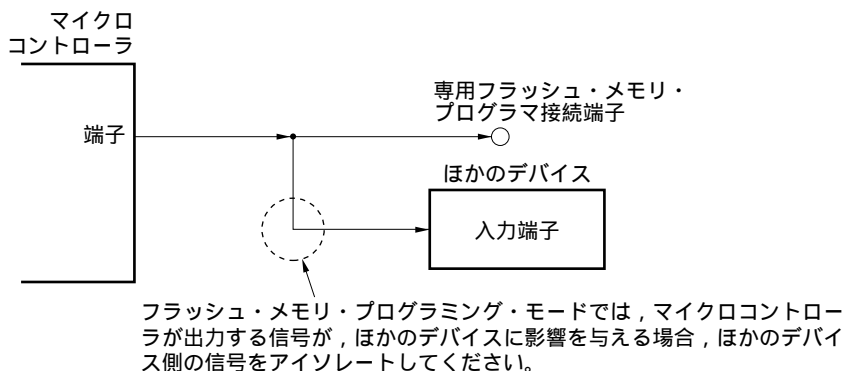 マイクロ
コントローラ
端子
専用フラッシュ・メモリ・
プログラマ接続端子
ほかのデバイス
入力端子
フラッシュ・メモリ・プログラミング・モードでは，マイクロコントロー
ラが出力する信号が，ほかのデバイスに影響を与える場合，ほかのデバイ
ス側の信号をアイソレートしてください。